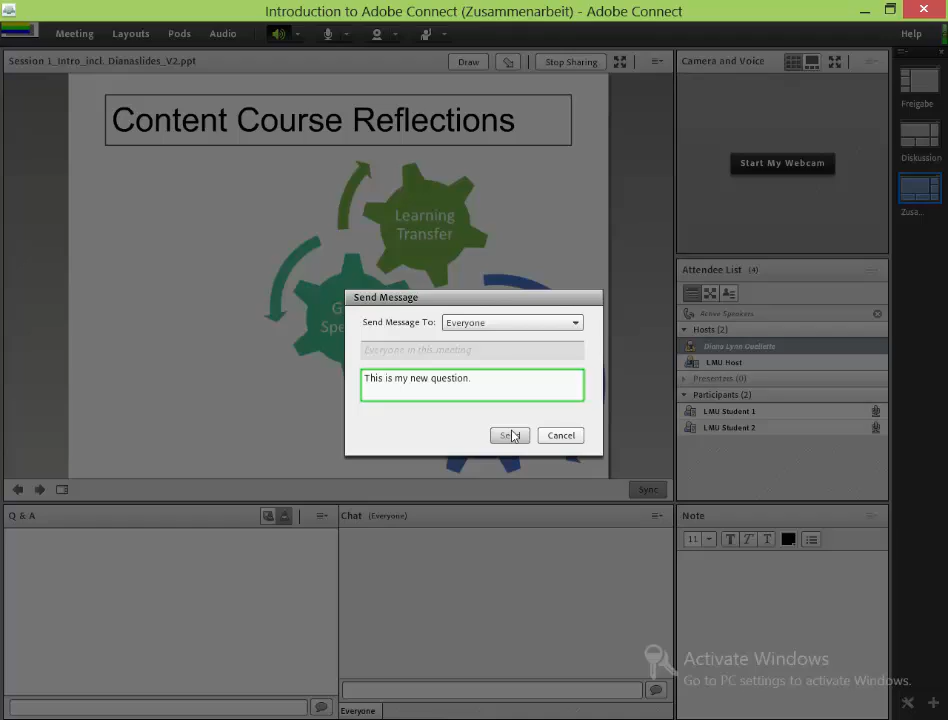 Introduction to Adobe Connect (Zusammenarbeit) - Adobe Connect
Meeting Layouts Pods Audio Help
Session 1_Intro_incl. Dianaslides_V2.ppt
Draw
Stop Sharing
Content Course Reflections
Learning
Transfer
Camera and Voice
Start My Webcam
Freigabe
Diskussion
Zusa...
Attendee List (4)
Active Speakers
Hosts (2)
Diana Lynn Ouellette
LMU Host
Presenters (0)
Participants (2)
LMU Student 1
LMU Student 2
Send Message
Send Message To: Everyone
Everyone in this meeting
This is my new question.
Send
Cancel
Sync
Q & A
Chat (Everyone)
Everyone
Note
11
T T T
Activate Windows
Go to PC settings to activate Windows.